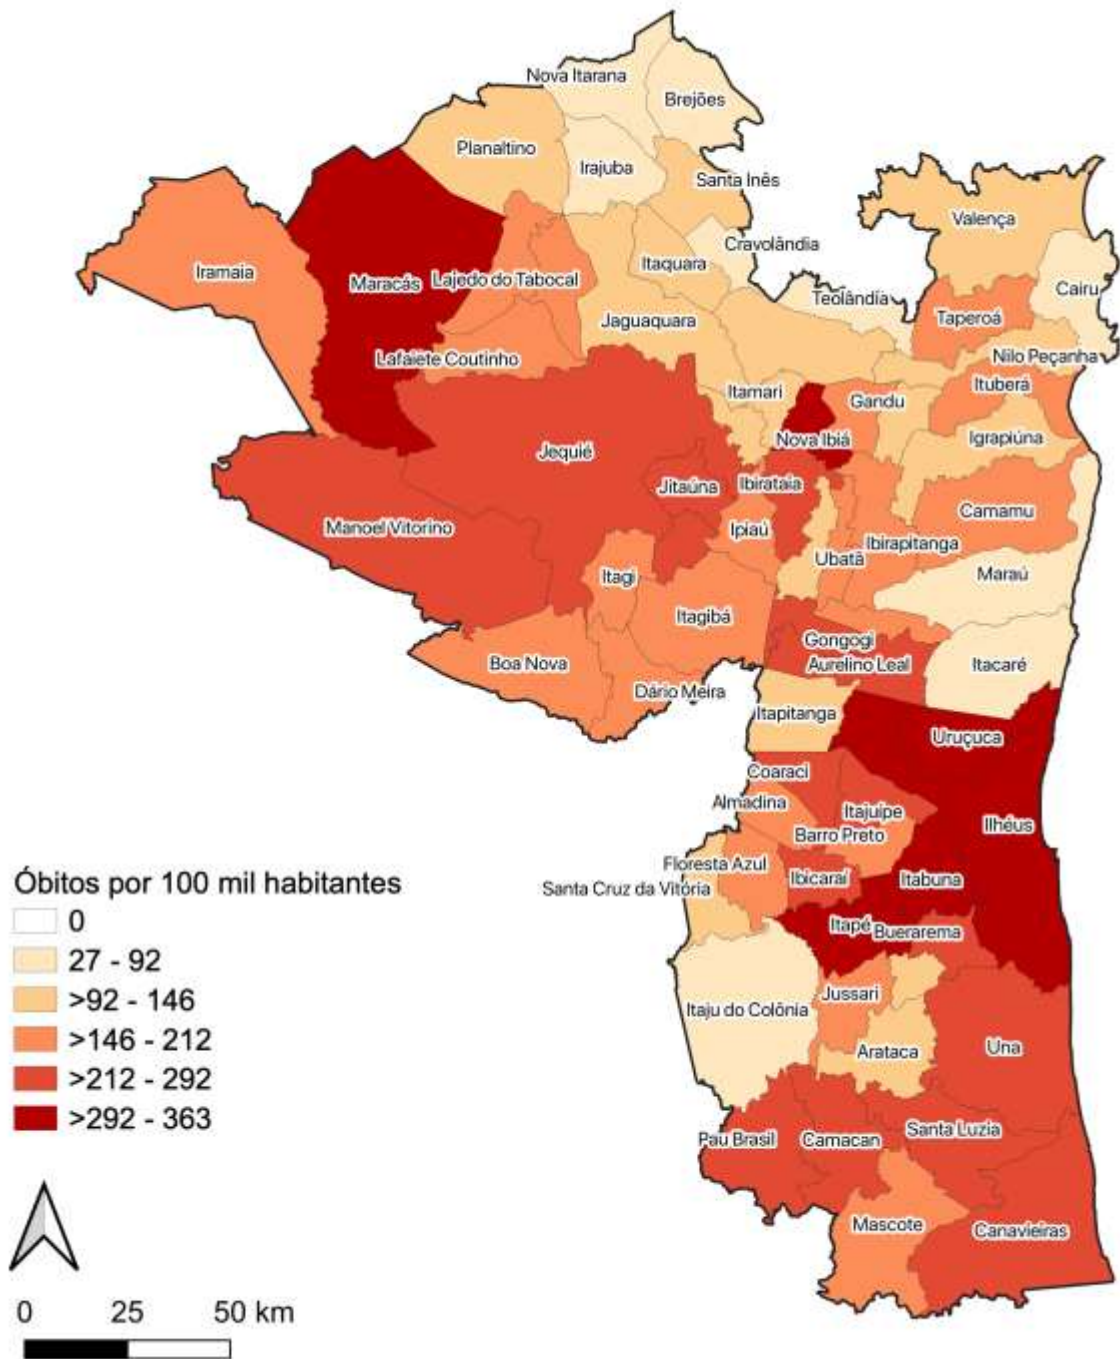 Nova Itarana
Brejões
Planaltino
Irajuba
Santa Inês
Valença
Cravolândia
Itaquara
Iramaia
Maracás
Lajedo do Tabocal
Teolândia
Cairu
Taperoá
Jaguaquara
Lafaiete Coutinho
Nilo Peçanha
Ituberá
Itamari
Gandu
Nova Ibiá
Igrapiúna
Jequié
Jitaúna
Ibirataia
Camamu
Manoel Vitorino
Ipiaú
Ibirapitanga
Ubatã
Itagi
Maraú
Itagibá
Gongogi
Boa Nova
Aurelino Leal
Itacaré
Dário Meira
Itapitanga
Uruçuca
Coaraci
Almadina
Itajuípe
Ilhéus
Barro Preto
Floresta Azul
Ibicaraí
Itabuna
Santa Cruz da Vitória
Itapé
Buerarema
Jussari
Itaju do Colônia
Arataca
Una
Pau Brasil
Camacan
Santa Luzia
Mascote
Canavieiras
Óbitos por 100 mil habitantes
0
27 - 92
>92 - 146
>146 - 212
>212 - 292
>292 - 363
0 25 50 km